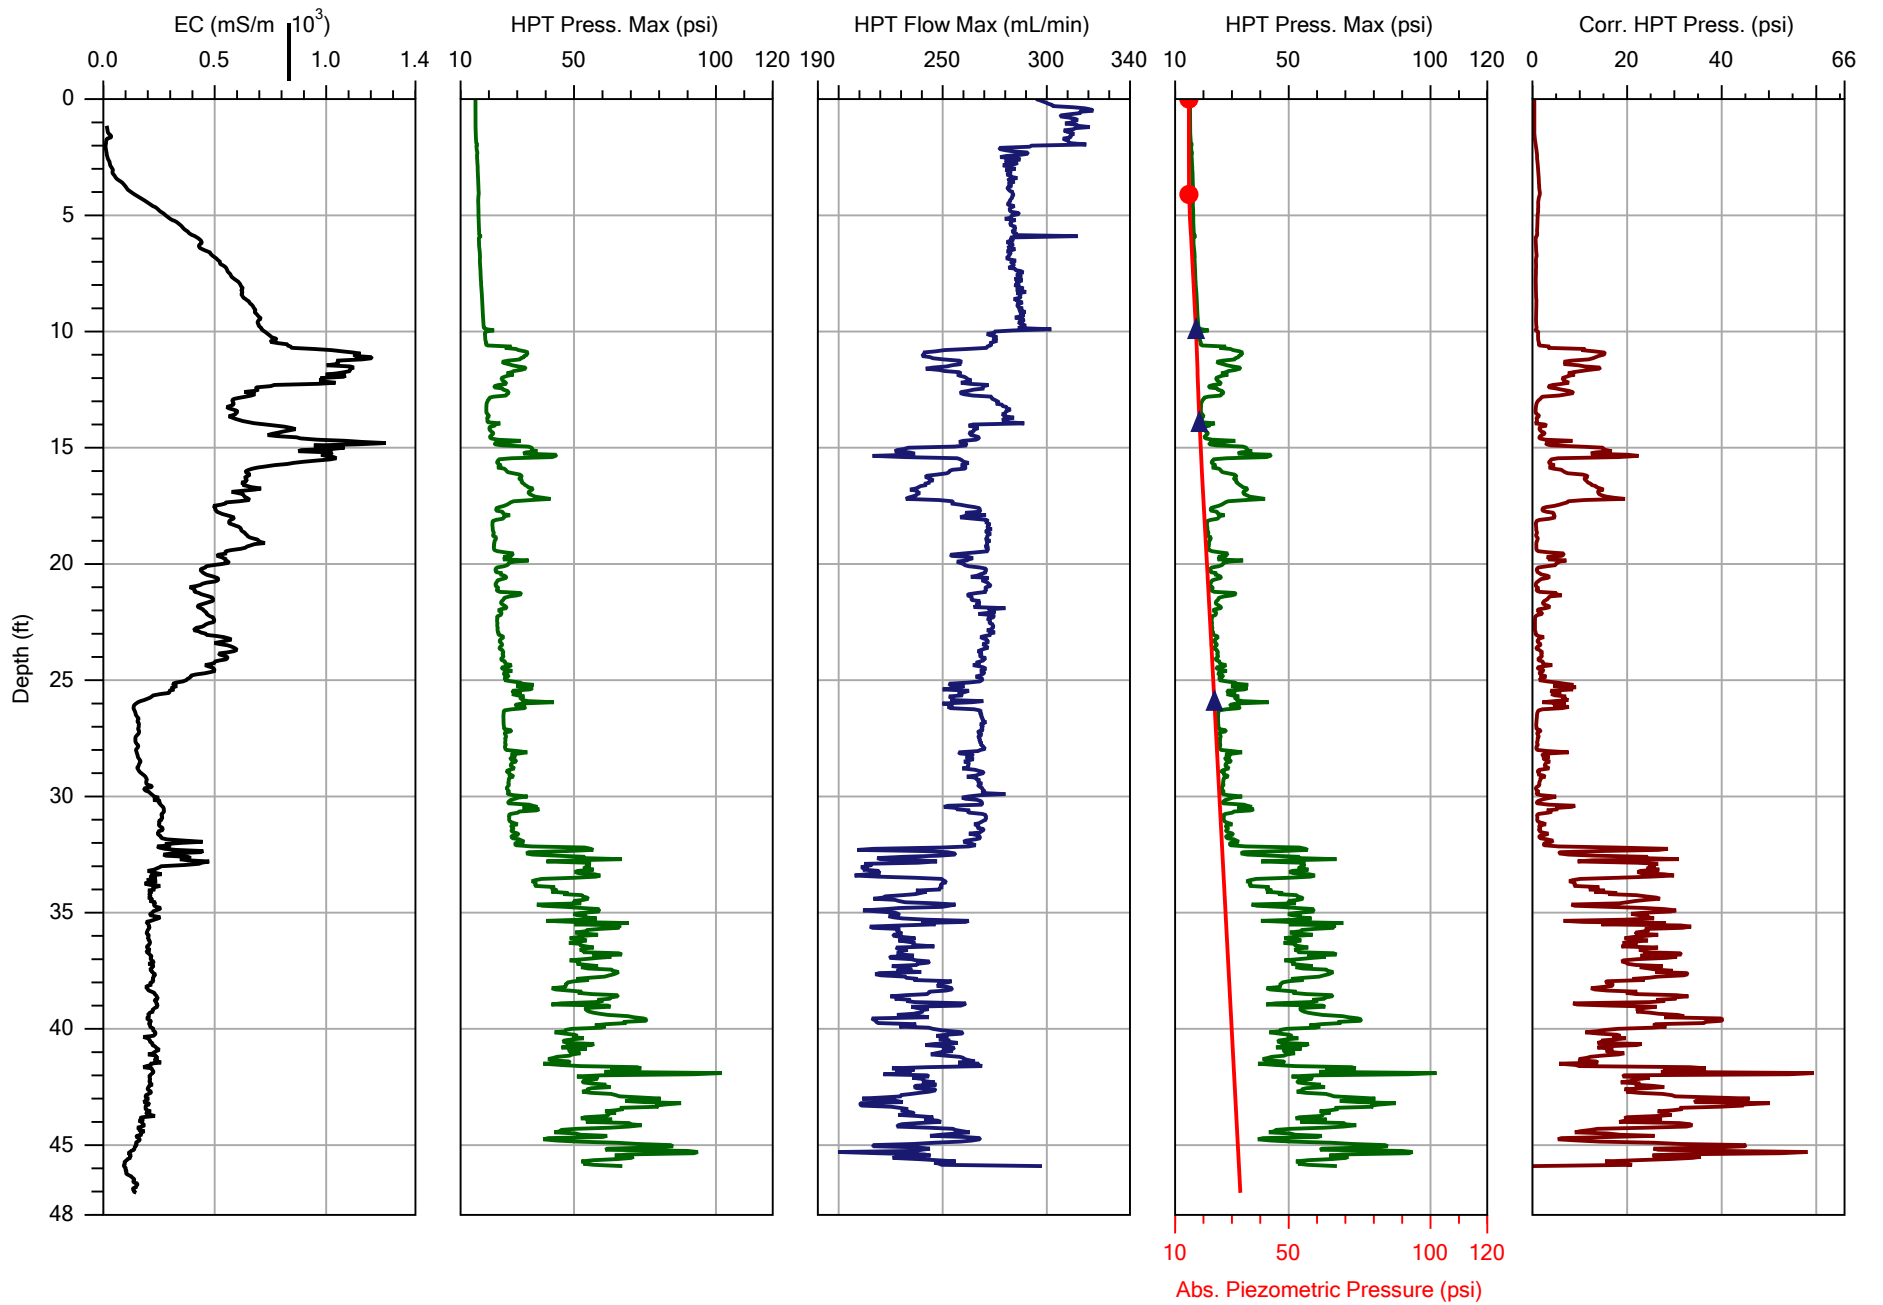 EC (mS/m | 10³) HPT Press. Max (psi) HPT Flow Max (mL/min) HPT Press. Max (psi) Corr. HPT Press. (psi)
0.0 0.5 1.0 1.4 10 50 100 120 190 250 300 340 10 50 100 120 0 20 40 66
0
5
10
15
20
25
30
35
40
45
48
Depth (ft)
10 50 100 120
Abs. Piezometric Pressure (psi)